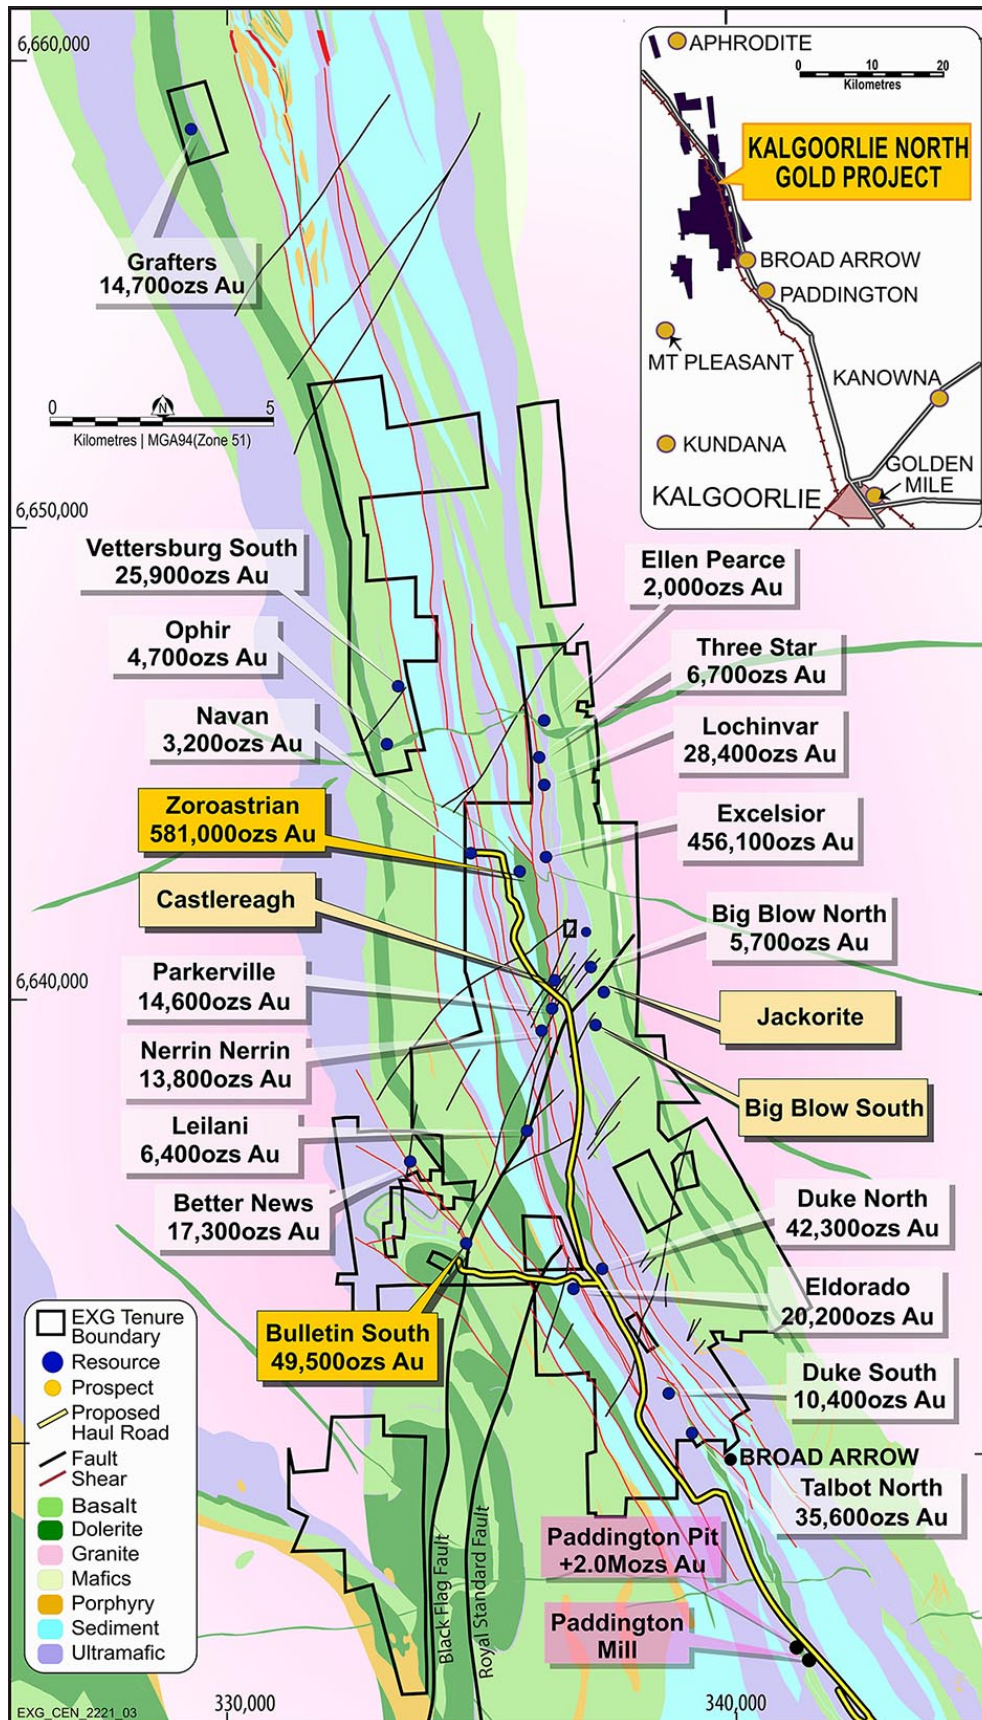 6,660,000
APHRODITE
0 10 20
Kilometres
KALGOORLIE NORTH
GOLD PROJECT
BROAD ARROW
PADDINGTON
MT PLEASANT
KANOWNA
KUNDANA
GOLDEN
MILE
KALGOORLIE
Grafters
14,700ozs Au
0 N 5
Kilometres | MGA94(Zone 51)
6,650,000
Vettersburg South
25,900ozs Au
Ellen Pearce
2,000ozs Au
Ophir
4,700ozs Au
Three Star
6,700ozs Au
Navan
3,200ozs Au
Lochinvar
28,400ozs Au
Zoroastrian
581,000ozs Au
Excelsior
456,100ozs Au
Castlereagh
Big Blow North
5,700ozs Au
6,640,000
Parkerville
14,600ozs Au
Jackorite
Nerrin Nerrin
13,800ozs Au
Big Blow South
Leilani
6,400ozs Au
Better News
17,300ozs Au
Duke North
42,300ozs Au
Eldorado
20,200ozs Au
Bulletin South
49,500ozs Au
Duke South
10,400ozs Au
BROAD ARROW
Talbot North
35,600ozs Au
Paddington Pit
+2.0Mozs Au
Paddington
Mill
Black Flag Fault
Royal Standard Fault
EXG Tenure
Boundary
Resource
Prospect
Proposed
Haul Road
Fault
Shear
Basalt
Dolerite
Granite
Mafics
Porphyry
Sediment
Ultramafic
EXG_CEN_2221_03
330,000
340,000